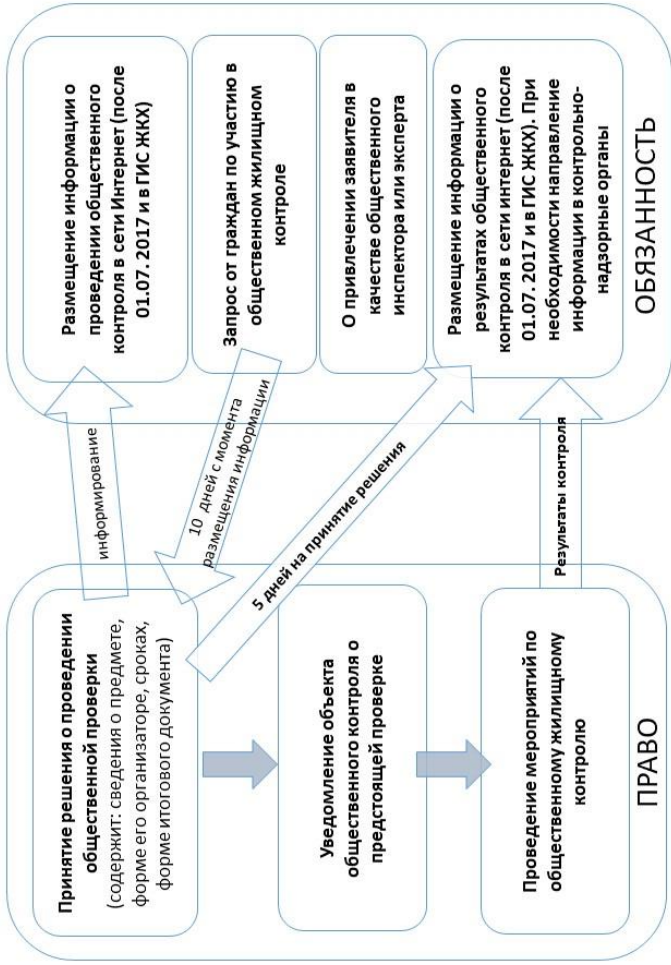 Принятие решения о проведении
общественной проверки
(содержит: сведения о предмете,
форме его организаторе, сроках,
форме итогового документа)
Уведомление объекта
общественного контроля о
предстоящей проверке
Проведение мероприятий по
общественному жилищному
контролю
ПРАВО
информирование
10 дней с момента
размещения информации
5 дней на принятие решения
Результаты контроля
Размещение информации о
проведении общественного
контроля в сети Интернет (после
01.07. 2017 и в ГИС ЖКХ)
Запрос от граждан по участию в
общественном жилищном
контроле
О привлечении заявителя в
качестве общественного
инспектора или эксперта
Размещение информации о
результатах общественного
контроля в сети интернет (после
01.07. 2017 и в ГИС ЖКХ). При
необходимости направление
информации в контрольно-
надзорные органы
ОБЯЗАННОСТЬ